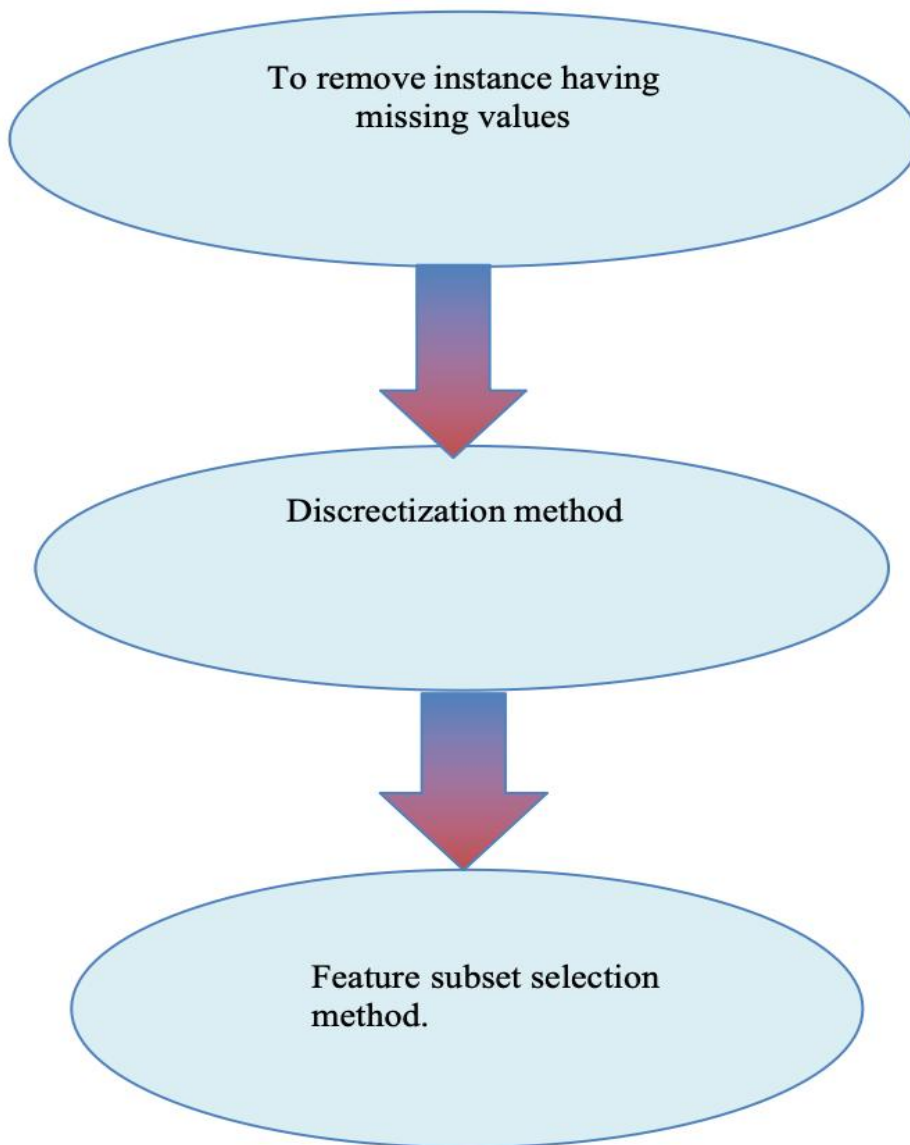 To remove instance having
missing values
Discrectization method
Feature subset selection
method.